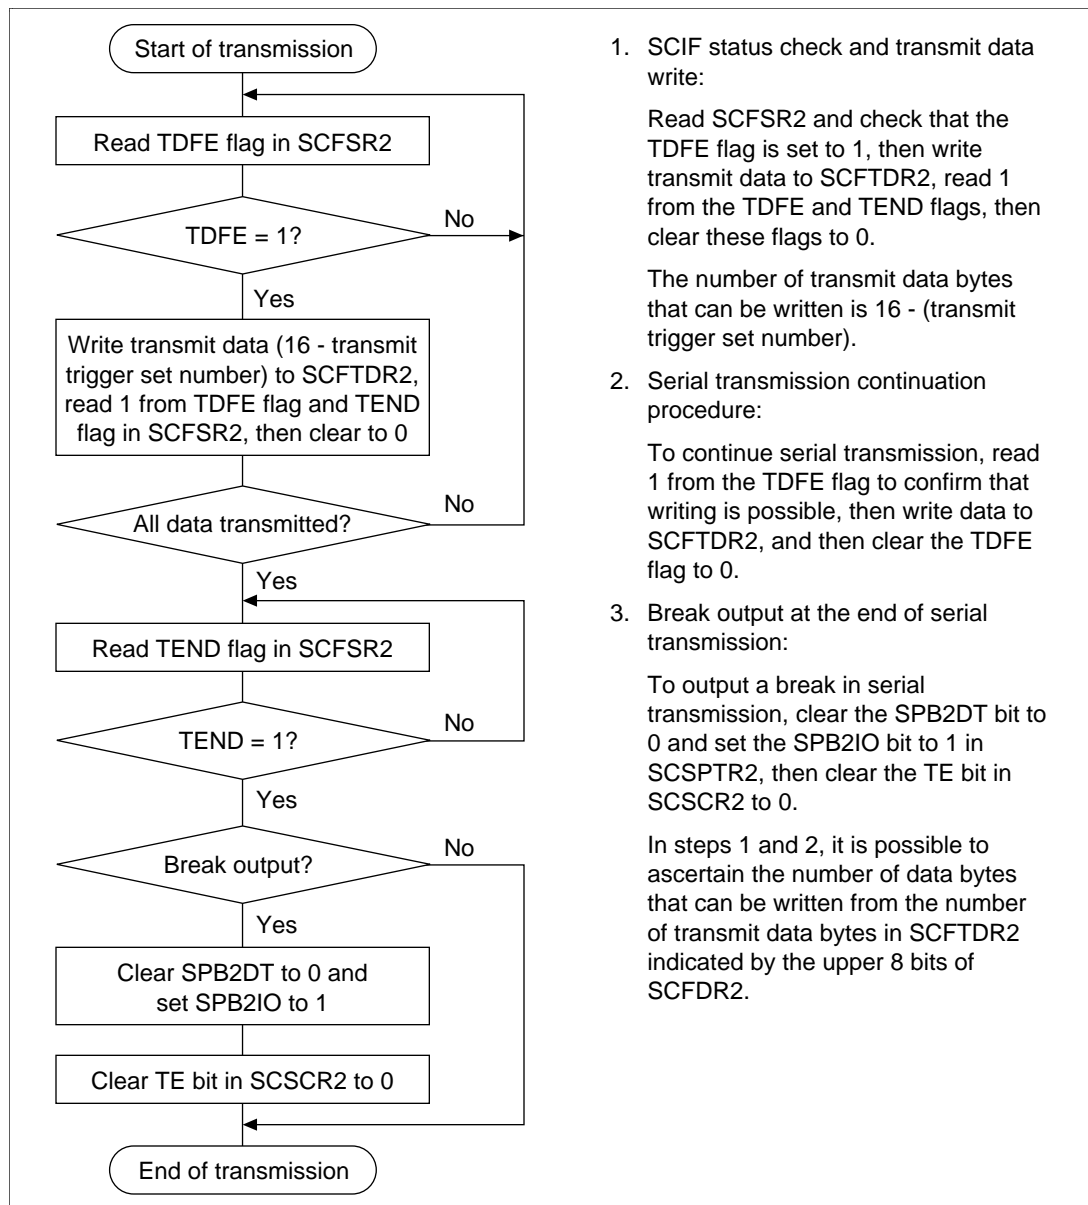 Start of transmission
Read TDFE flag in SCFSR2
TDFE = 1?
No
Yes
Write transmit data (16 - transmit
trigger set number) to SCFTDR2,
read 1 from TDFE flag and TEND
flag in SCFSR2, then clear to 0
All data transmitted?
No
Yes
Read TEND flag in SCFSR2
TEND = 1?
No
Yes
Break output?
No
Yes
Clear SPB2DT to 0 and
set SPB2IO to 1
Clear TE bit in SCSCR2 to 0
End of transmission
1. SCIF status check and transmit data
write:
Read SCFSR2 and check that the
TDFE flag is set to 1, then write
transmit data to SCFTDR2, read 1
from the TDFE and TEND flags, then
clear these flags to 0.
The number of transmit data bytes
that can be written is 16 - (transmit
trigger set number).
2. Serial transmission continuation
procedure:
To continue serial transmission, read
1 from the TDFE flag to confirm that
writing is possible, then write data to
SCFTDR2, and then clear the TDFE
flag to 0.
3. Break output at the end of serial
transmission:
To output a break in serial
transmission, clear the SPB2DT bit to
0 and set the SPB2IO bit to 1 in
SCSPTR2, then clear the TE bit in
SCSCR2 to 0.
In steps 1 and 2, it is possible to
ascertain the number of data bytes
that can be written from the number
of transmit data bytes in SCFTDR2
indicated by the upper 8 bits of
SCFDR2.